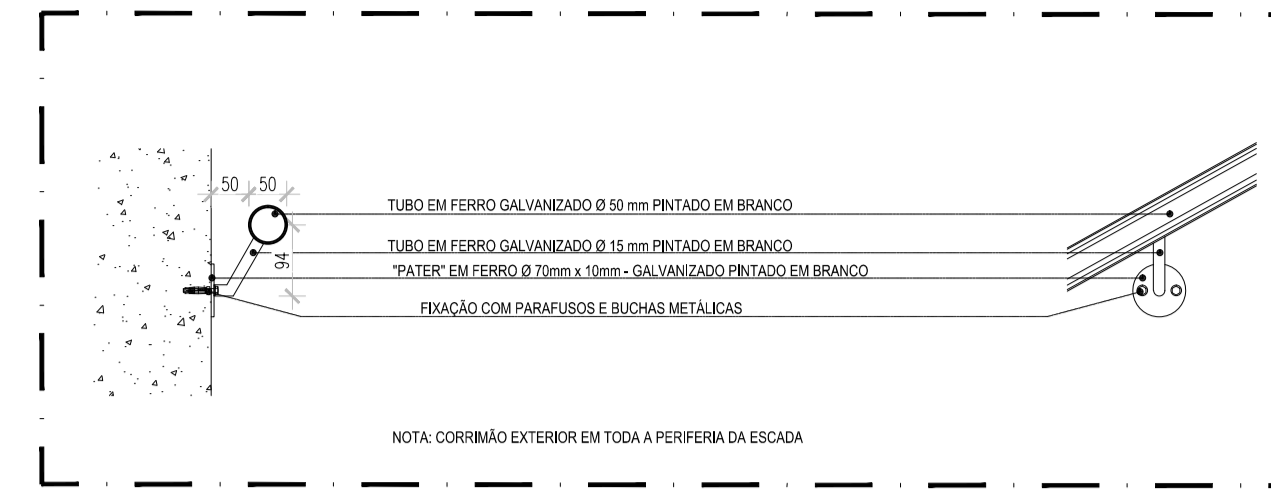 50 50
TUBO EM FERRO GALVANIZADO Ø 50 mm PINTADO EM BRANCO
TUBO EM FERRO GALVANIZADO Ø 15 mm PINTADO EM BRANCO
94
"PATER" EM FERRO Ø 70mm x 10mm - GALVANIZADO PINTADO EM BRANCO
FIXAÇÃO COM PARAFUSOS E BUCHAS METÁLICAS
NOTA: CORRIMÃO EXTERIOR EM TODA A PERIFERIA DA ESCADA